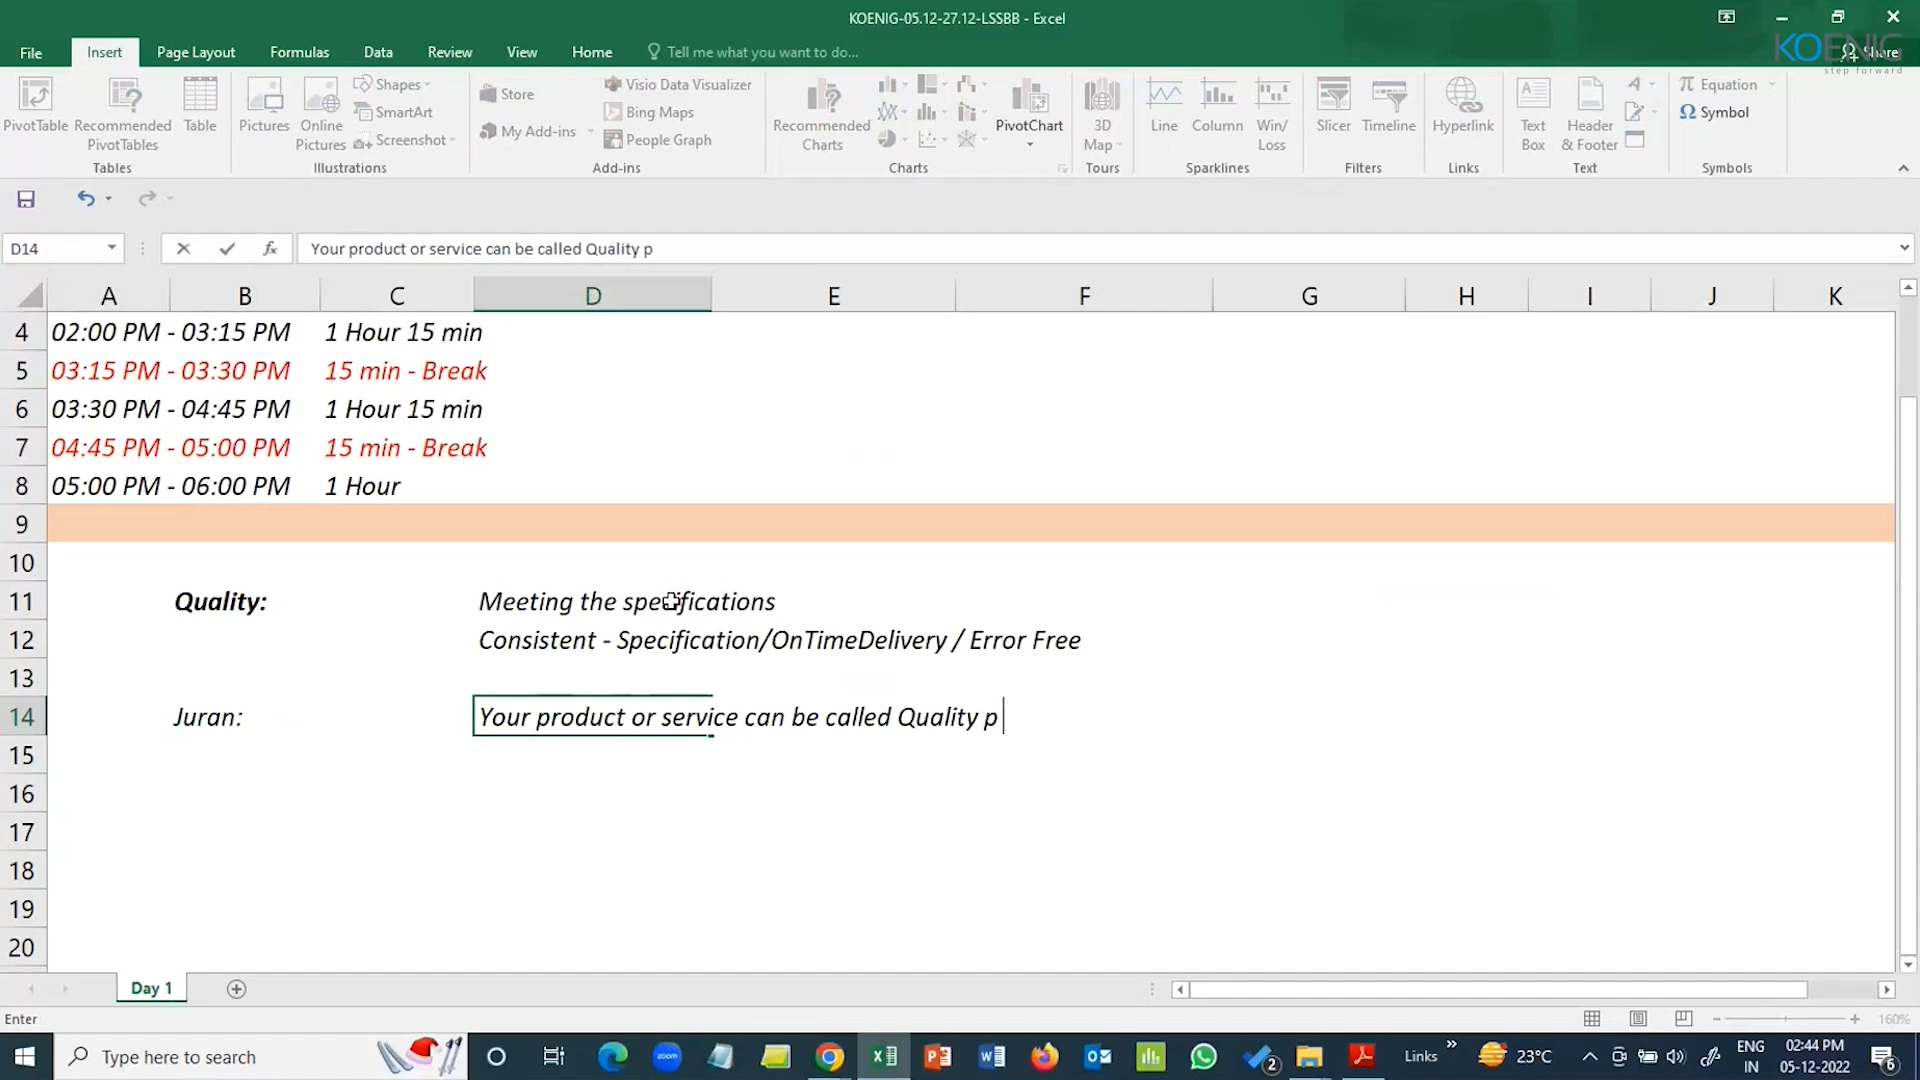 KOENIG-05.12-27.12-LSSBB - Excel
KOENIG
step forward
File Insert Page Layout Formulas Data Review View Home Tell me what you want to do... Share
PivotTable Recommended PivotTables Table
Pictures Online Pictures Shapes SmartArt Screenshot
Store My Add-ins Visio Data Visualizer Bing Maps People Graph
Recommended Charts PivotChart 3D Map Line Column Win/ Loss
Slicer Timeline Hyperlink Text Box Header & Footer Equation Symbol
Tables Illustrations Add-ins Charts Tours Sparklines Filters Links Text Symbols
D14 fx Your product or service can be called Quality p
A B C D E F G H I J K
4 02:00 PM - 03:15 PM 1 Hour 15 min
5 03:15 PM - 03:30 PM 15 min - Break
6 03:30 PM - 04:45 PM 1 Hour 15 min
7 04:45 PM - 05:00 PM 15 min - Break
8 05:00 PM - 06:00 PM 1 Hour
9
10
11 Quality: Meeting the specifications
12 Consistent - Specification/OnTimeDelivery / Error Free
13
14 Juran: Your product or service can be called Quality p
15
16
17
18
19
20
Day 1
Enter 160%
Type here to search zoom 2 Links » 23°C ENG 02:44 PM
IN 05-12-2022 6